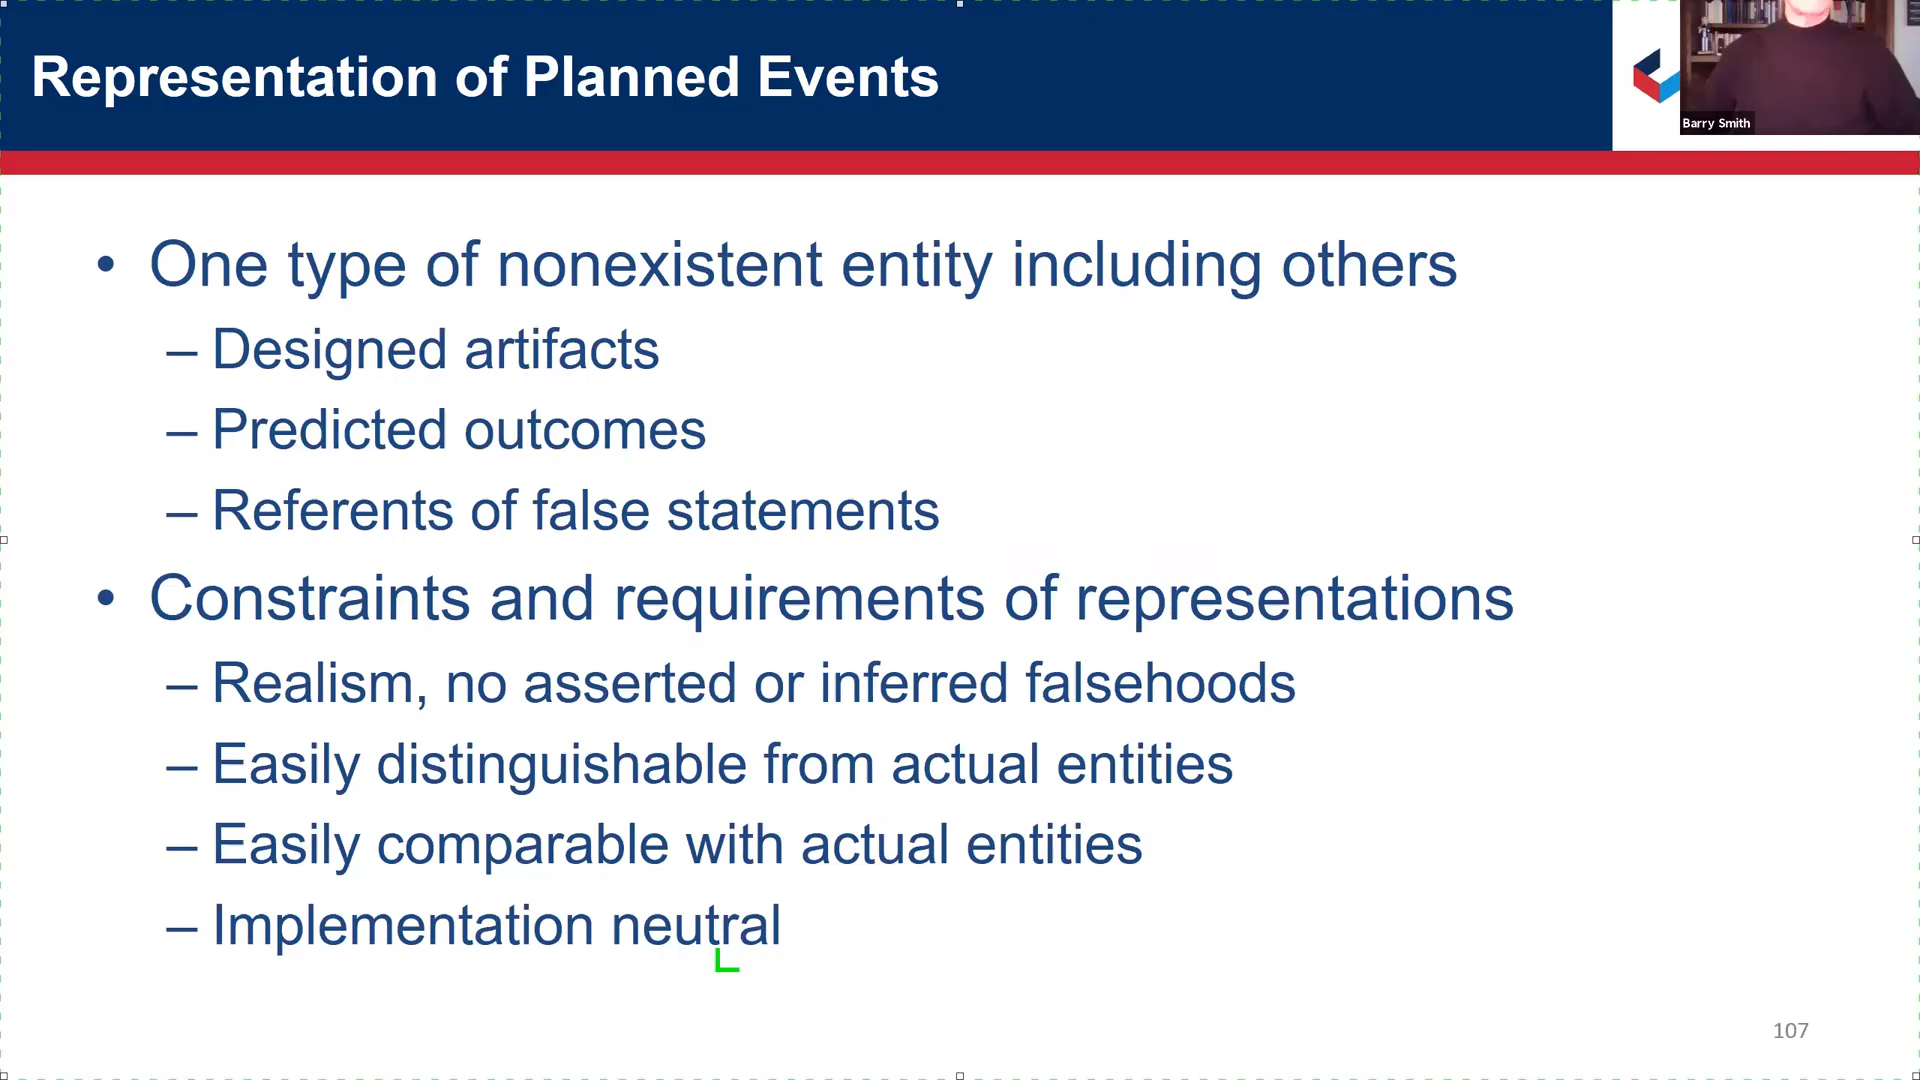 Representation of Planned Events
Barry Smith
• One type of nonexistent entity including others
– Designed artifacts
– Predicted outcomes
– Referents of false statements
• Constraints and requirements of representations
– Realism, no asserted or inferred falsehoods
– Easily distinguishable from actual entities
– Easily comparable with actual entities
– Implementation neutral
107